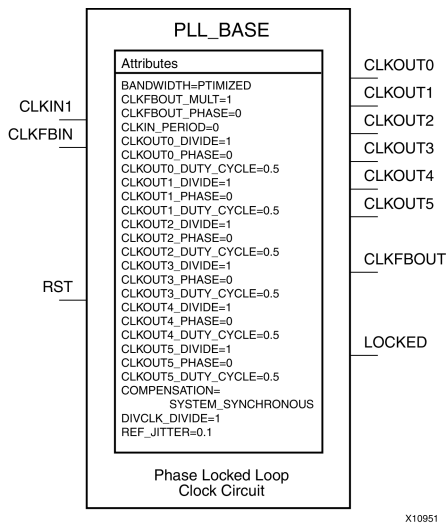 PLL_BASE
Attributes
BANDWIDTH=PTIMIZED
CLKFBOUT_MULT=1
CLKFBOUT_PHASE=0
CLKIN_PERIOD=0
CLKOUT0_DIVIDE=1
CLKOUT0_PHASE=0
CLKOUT0_DUTY_CYCLE=0.5
CLKOUT1_DIVIDE=1
CLKOUT1_PHASE=0
CLKOUT1_DUTY_CYCLE=0.5
CLKOUT2_DIVIDE=1
CLKOUT2_PHASE=0
CLKOUT2_DUTY_CYCLE=0.5
CLKOUT3_DIVIDE=1
CLKOUT3_PHASE=0
CLKOUT3_DUTY_CYCLE=0.5
CLKOUT4_DIVIDE=1
CLKOUT4_PHASE=0
CLKOUT4_DUTY_CYCLE=0.5
CLKOUT5_DIVIDE=1
CLKOUT5_PHASE=0
CLKOUT5_DUTY_CYCLE=0.5
COMPENSATION=
SYSTEM_SYNCHRONOUS
DIVCLK_DIVIDE=1
REF_JITTER=0.1
CLKIN1
CLKFBIN
RST
CLKOUT0
CLKOUT1
CLKOUT2
CLKOUT3
CLKOUT4
CLKOUT5
CLKFBOUT
LOCKED
Phase Locked Loop
Clock Circuit
X10951